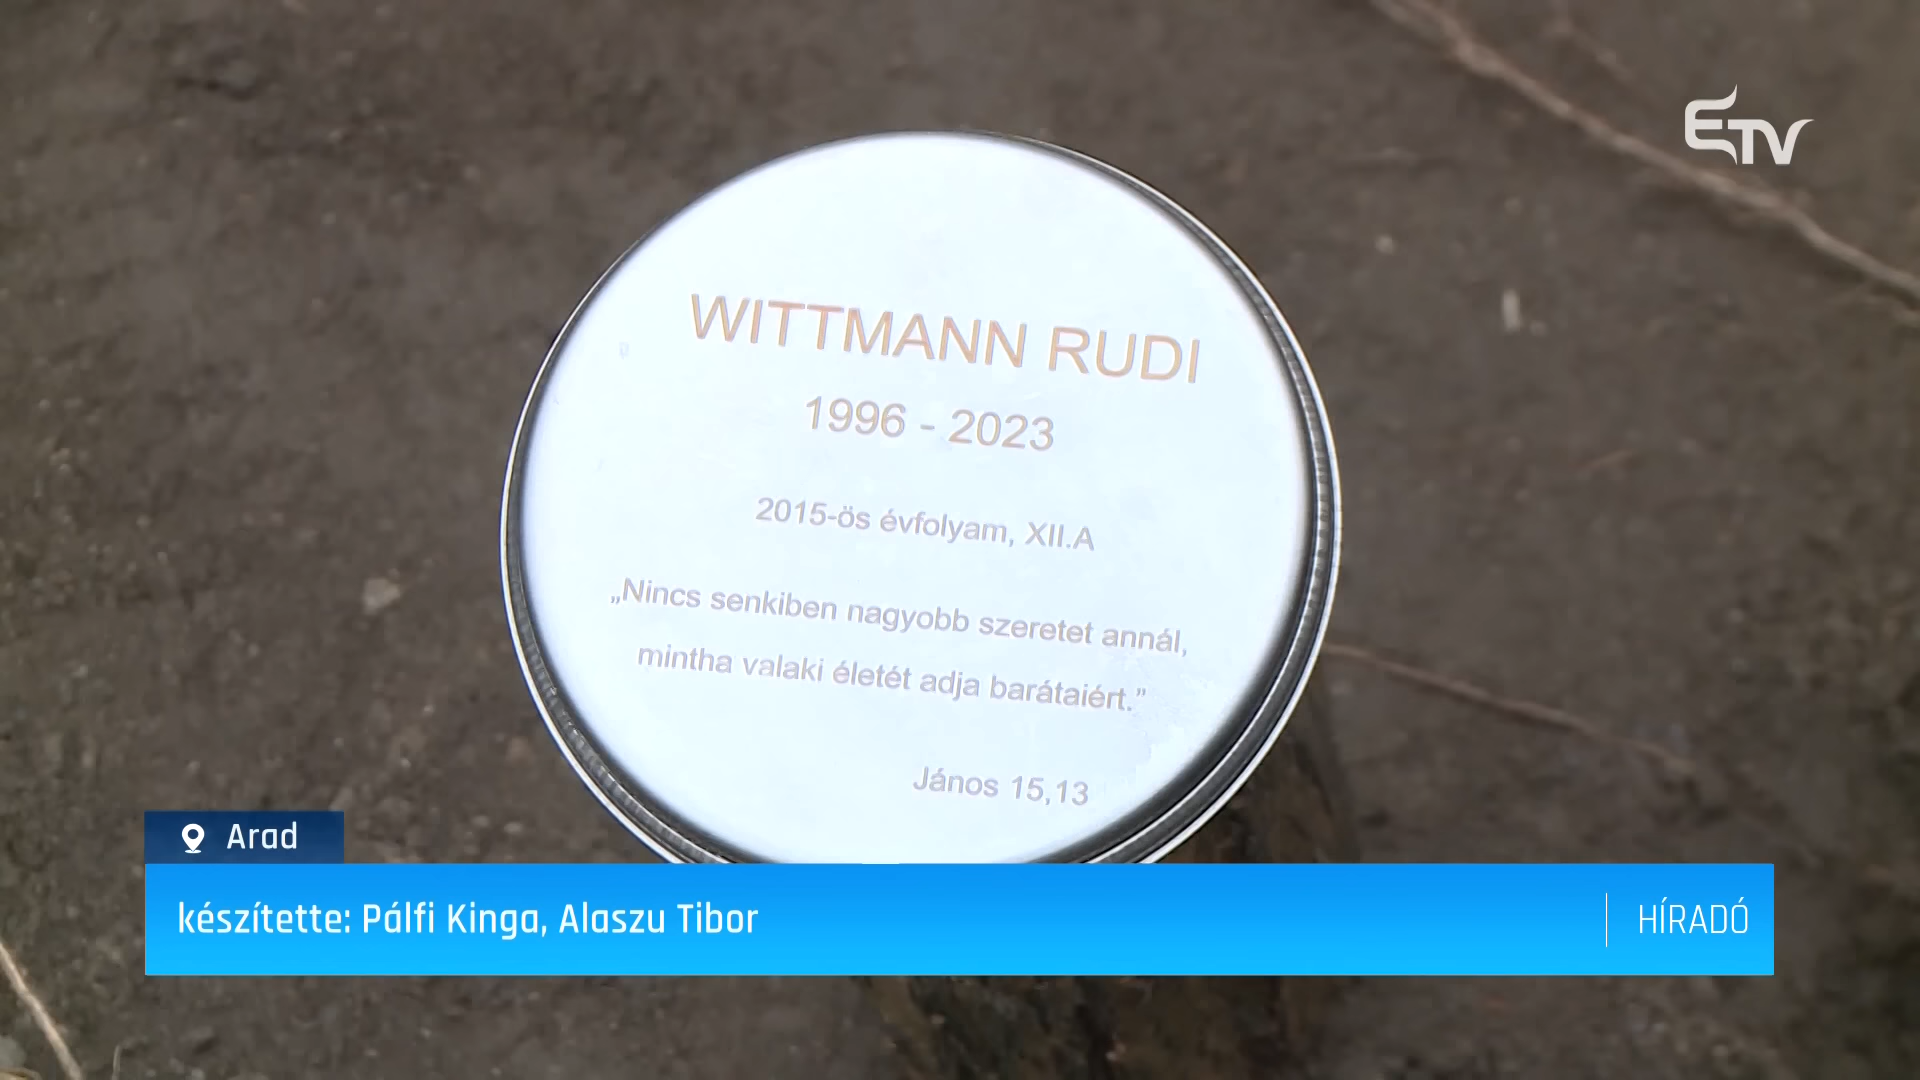 ETV
WITTMANN RUDI
1996 - 2023
2015-ös évfolyam, XII.A
„Nincs senkiben nagyobb szeretet annál,
mintha valaki életét adja barátaiért.”
János 15,13
Arad
készítette: Pálfi Kinga, Alaszu Tibor
HÍRADÓ